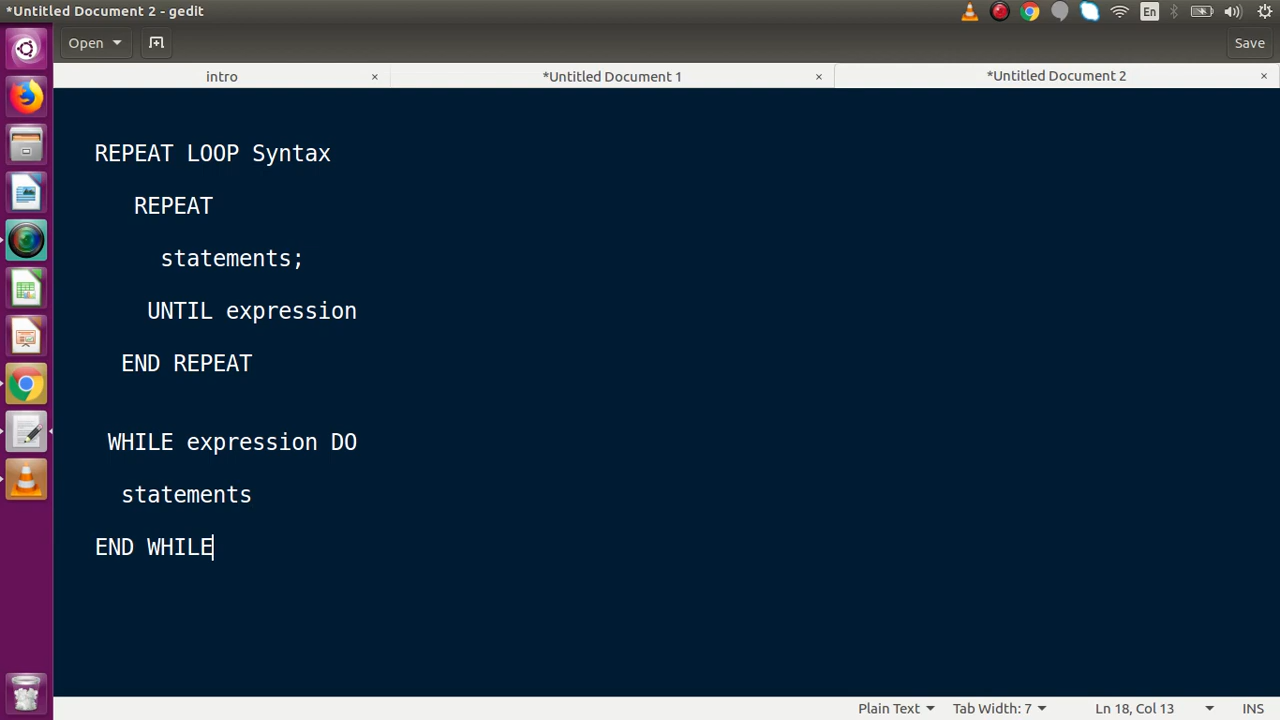 *Untitled Document 2 - gedit
En
Open
Save
intro
*Untitled Document 1
*Untitled Document 2
REPEAT LOOP Syntax
REPEAT
statements;
UNTIL expression
END REPEAT
WHILE expression DO
statements
END WHILE
Plain Text
Tab Width: 7
Ln 18, Col 13
INS